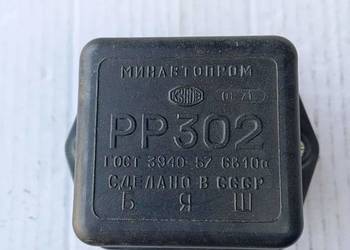 МИНАВТОПРОМ
РР302
ГОСТ 3940-57
СДЕЛАНО В СССР
Б Я Ш